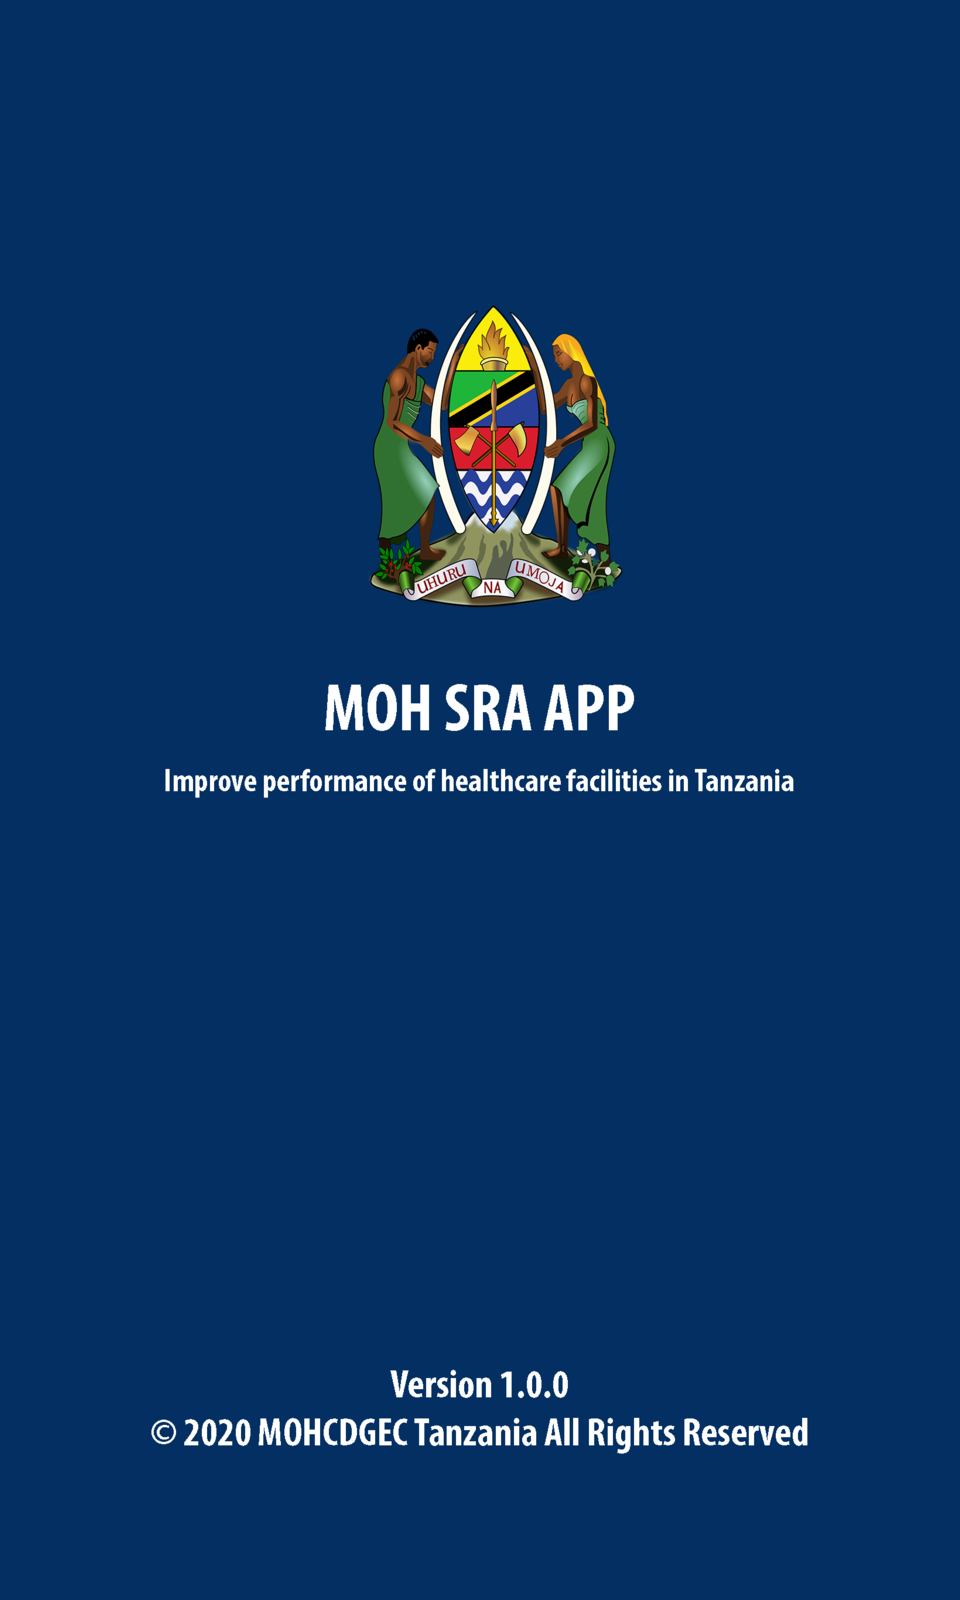 UHURU NA UMOJA
MOH SRA APP
Improve performance of healthcare facilities in Tanzania
Version 1.0.0
© 2020 MOHCDGEC Tanzania All Rights Reserved